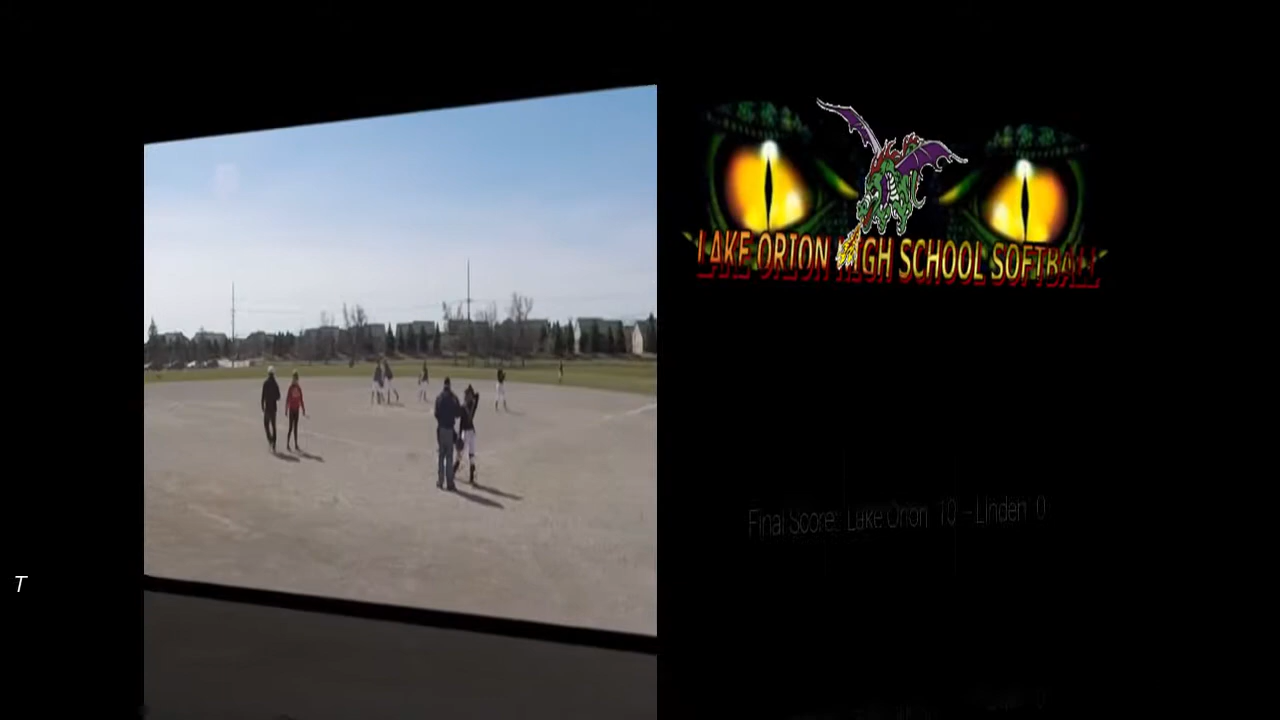 LAKE ORION HIGH SCHOOL SOFTBALL
Final Score: Lake Orion 10 - Linden 0
T